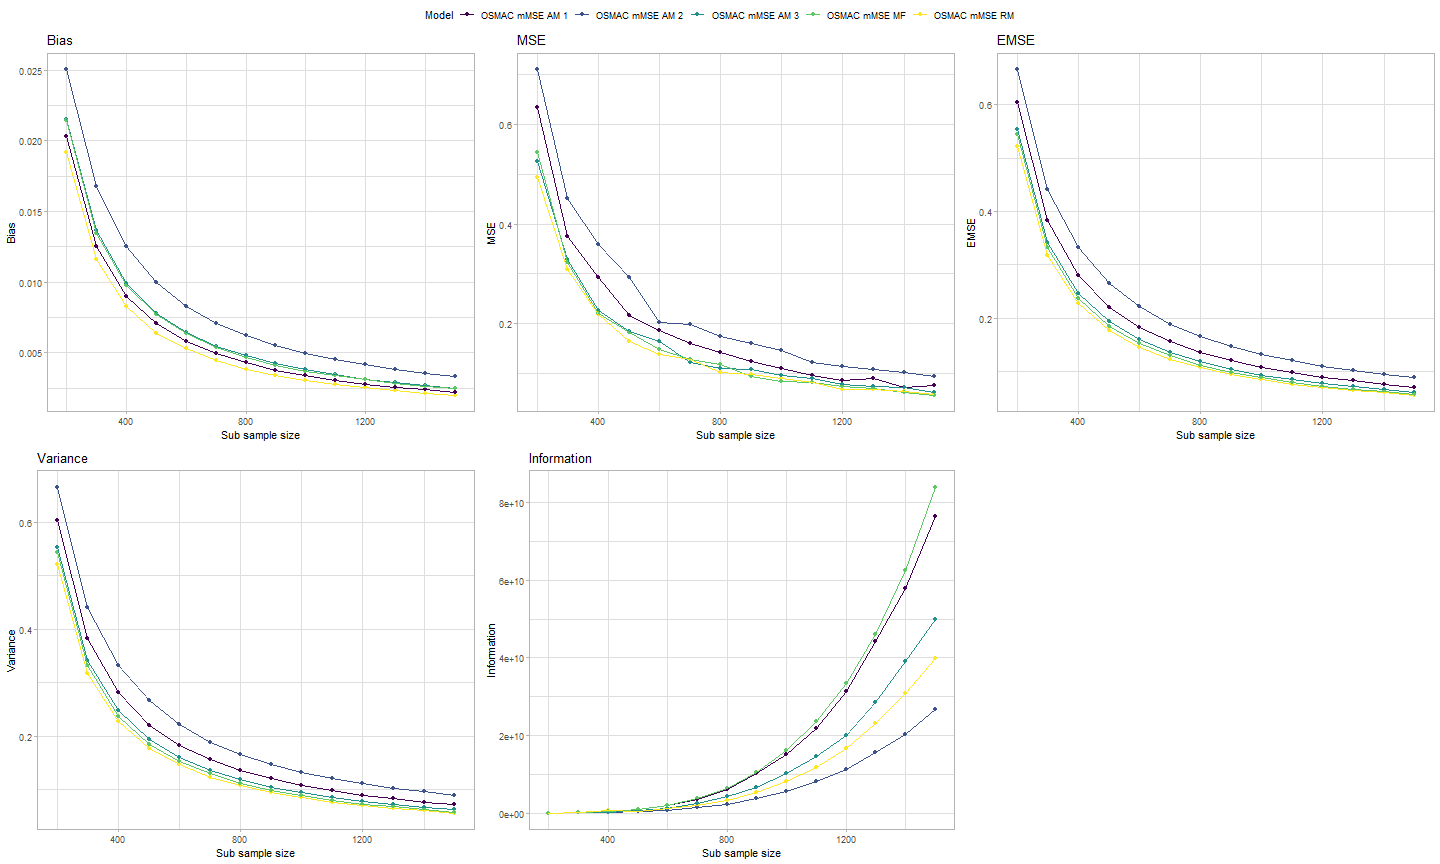 Model OSMAC mMSE AM 1 OSMAC mMSE AM 2 OSMAC mMSE AM 3 OSMAC mMSE MF OSMAC mMSE RM
Bias
0.025
0.020
0.015
0.010
0.005
Bias
400 800 1200
Sub sample size
MSE
0.6
0.4
0.2
MSE
400 800 1200
Sub sample size
EMSE
0.6
0.4
0.2
EMSE
400 800 1200
Sub sample size
Variance
0.6
0.4
0.2
Variance
400 800 1200
Sub sample size
Information
8e+10
6e+10
4e+10
2e+10
0e+00
Information
400 800 1200
Sub sample size